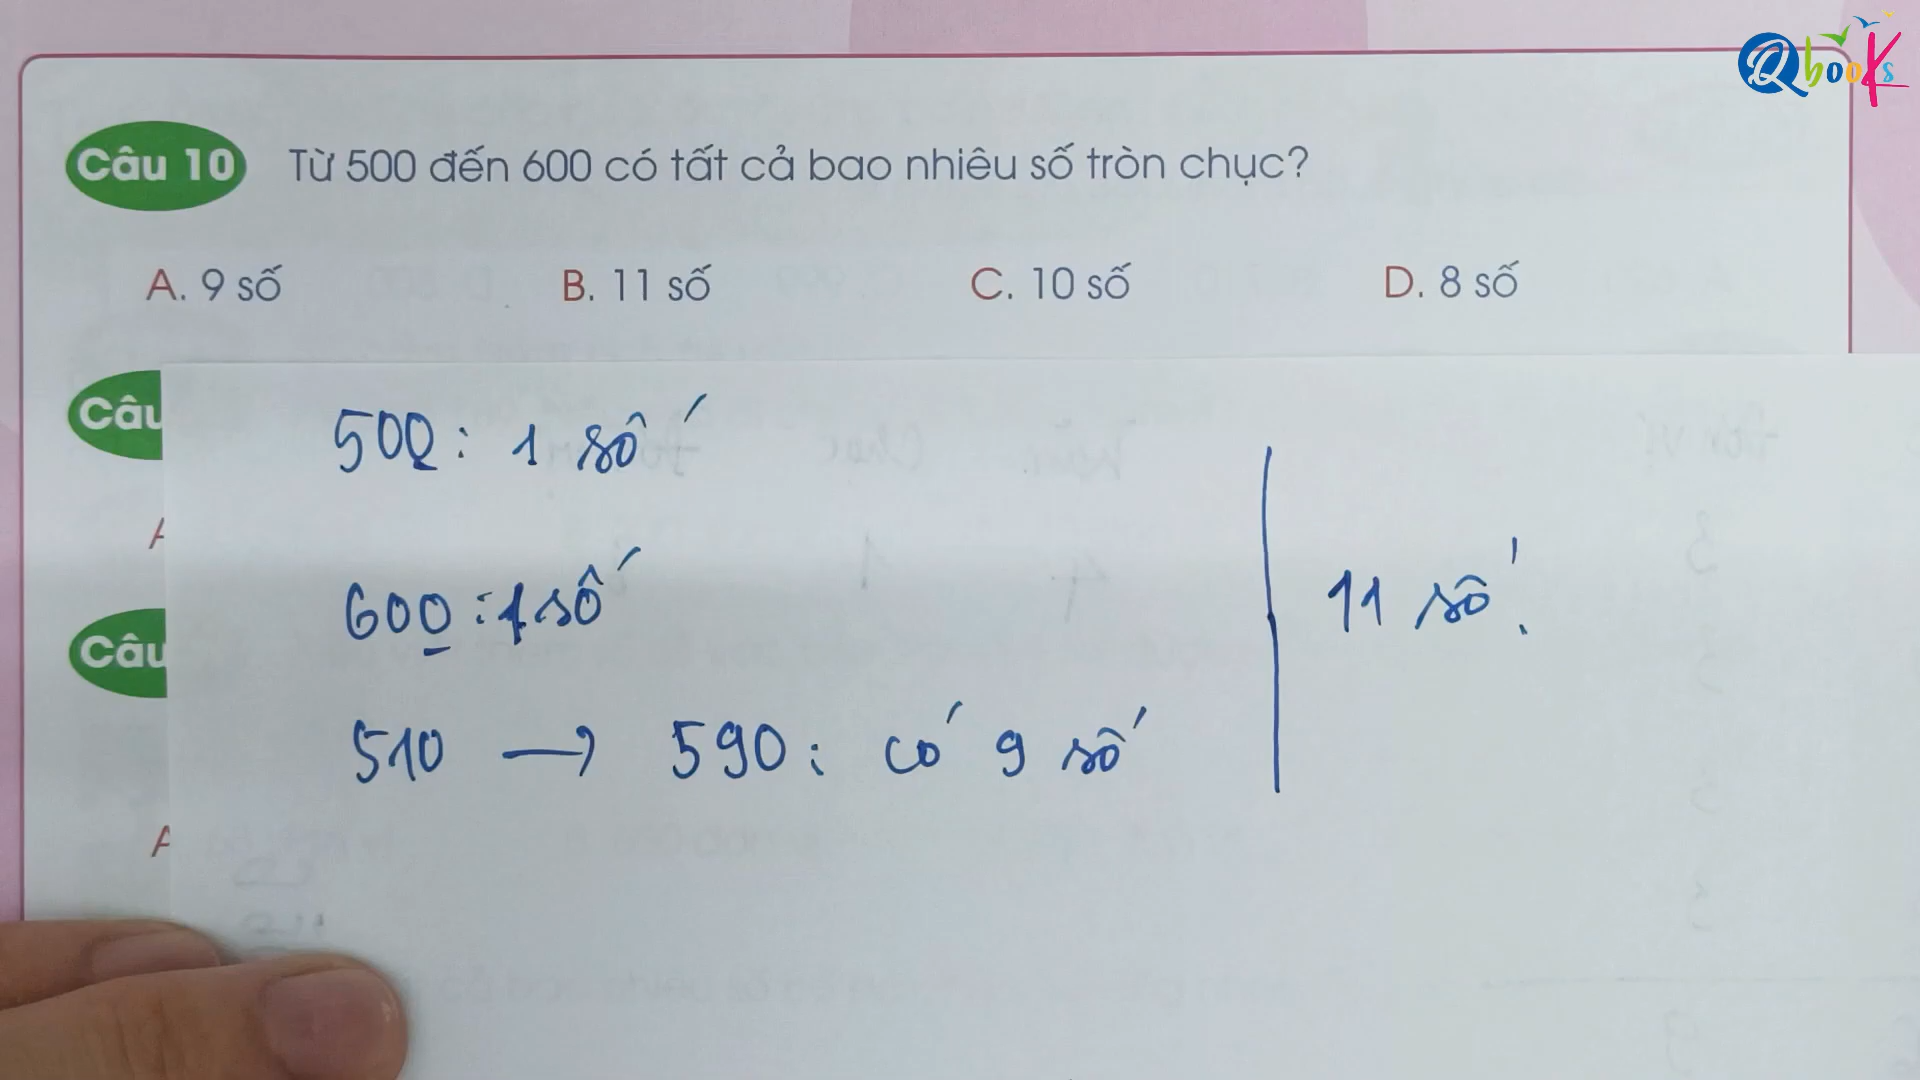 Qbooks
Câu 10 Từ 500 đến 600 có tất cả bao nhiêu số tròn chục?
A. 9 số B. 11 số C. 10 số D. 8 số
Câu
500 : 1 số
A
600 : 1 số
11 số.
Câu
510 → 590 : có 9 số
A